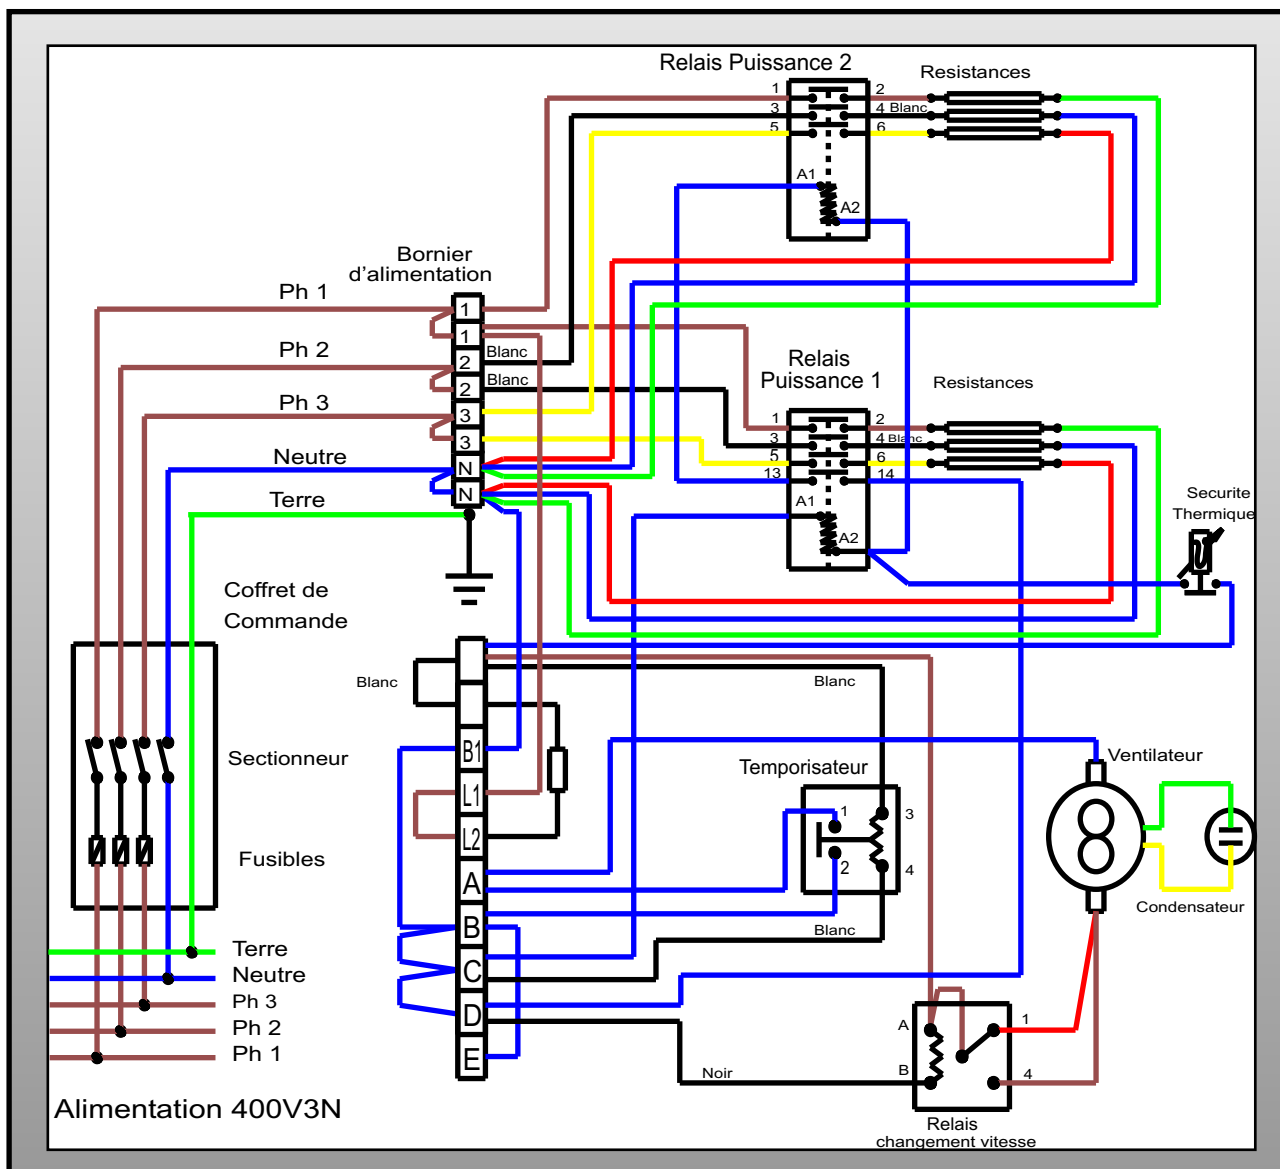 Relais Puissance 2
Resistances
1
2
3
4 Blanc
5
6
A1
A2
Bornier
d'alimentation
Ph 1
1
1
Ph 2
2
Blanc
2
Blanc
Ph 3
3
3
Neutre
N
N
Terre
Relais
Puissance 1
Resistances
1
2
3
4 Blanc
5
6
13
14
A1
A2
Securite
Thermique
Coffret de
Commande
Blanc
Blanc
Sectionneur
Fusibles
B1
L1
L2
A
B
C
D
E
Temporisateur
1
3
2
4
Blanc
Ventilateur
Condensateur
Terre
Neutre
Ph 3
Ph 2
Ph 1
A
1
B
4
Noir
Relais
changement vitesse
Alimentation 400V3N